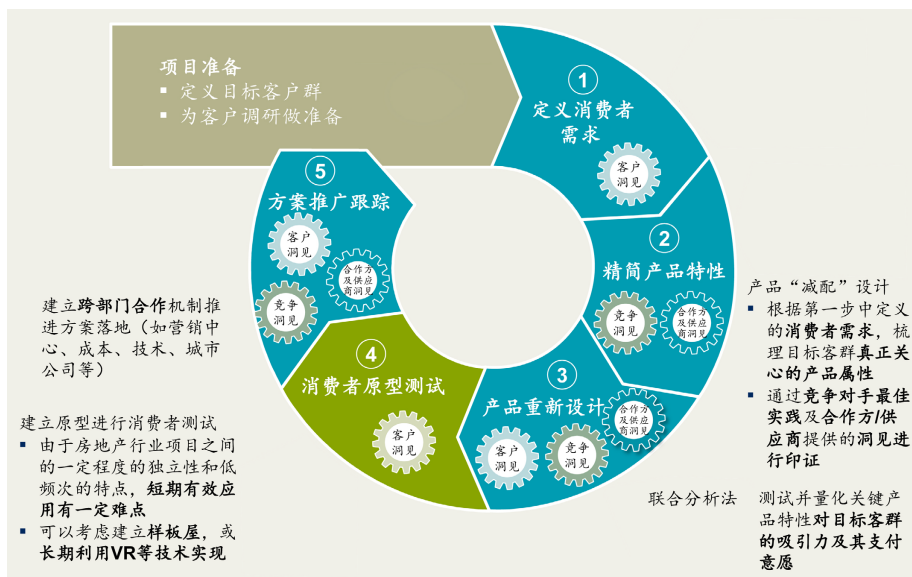 项目准备
▪ 定义目标客户群
▪ 为客户调研做准备
1
定义消费者
需求
客户
洞见
2
精简产品特性
竞争
洞见
合作方
及供应
商洞见
产品“减配”设计
▪ 根据第一步中定义
的消费者需求，梳
理目标客群真正关
心的产品属性
▪ 通过竞争对手最佳
实践及合作方/供
应商提供的洞见进
行印证
3
产品重新设计
客户
洞见
竞争
洞见
合作方
及供应
商洞见
联合分析法
测试并量化关键产
品特性对目标客群
的吸引力及其支付
意愿
4
消费者原型测试
客户
洞见
建立原型进行消费者测试
▪ 由于房地产行业项目之间
的一定程度的独立性和低
频次的特点，短期有效应
用有一定难点
▪ 可以考虑建立样板屋，或
长期利用VR等技术实现
5
方案推广跟踪
客户
洞见
合作方
及供应
商洞见
竞争
洞见
建立跨部门合作机制推
进方案落地（如营销中
心、成本、技术、城市
公司等）